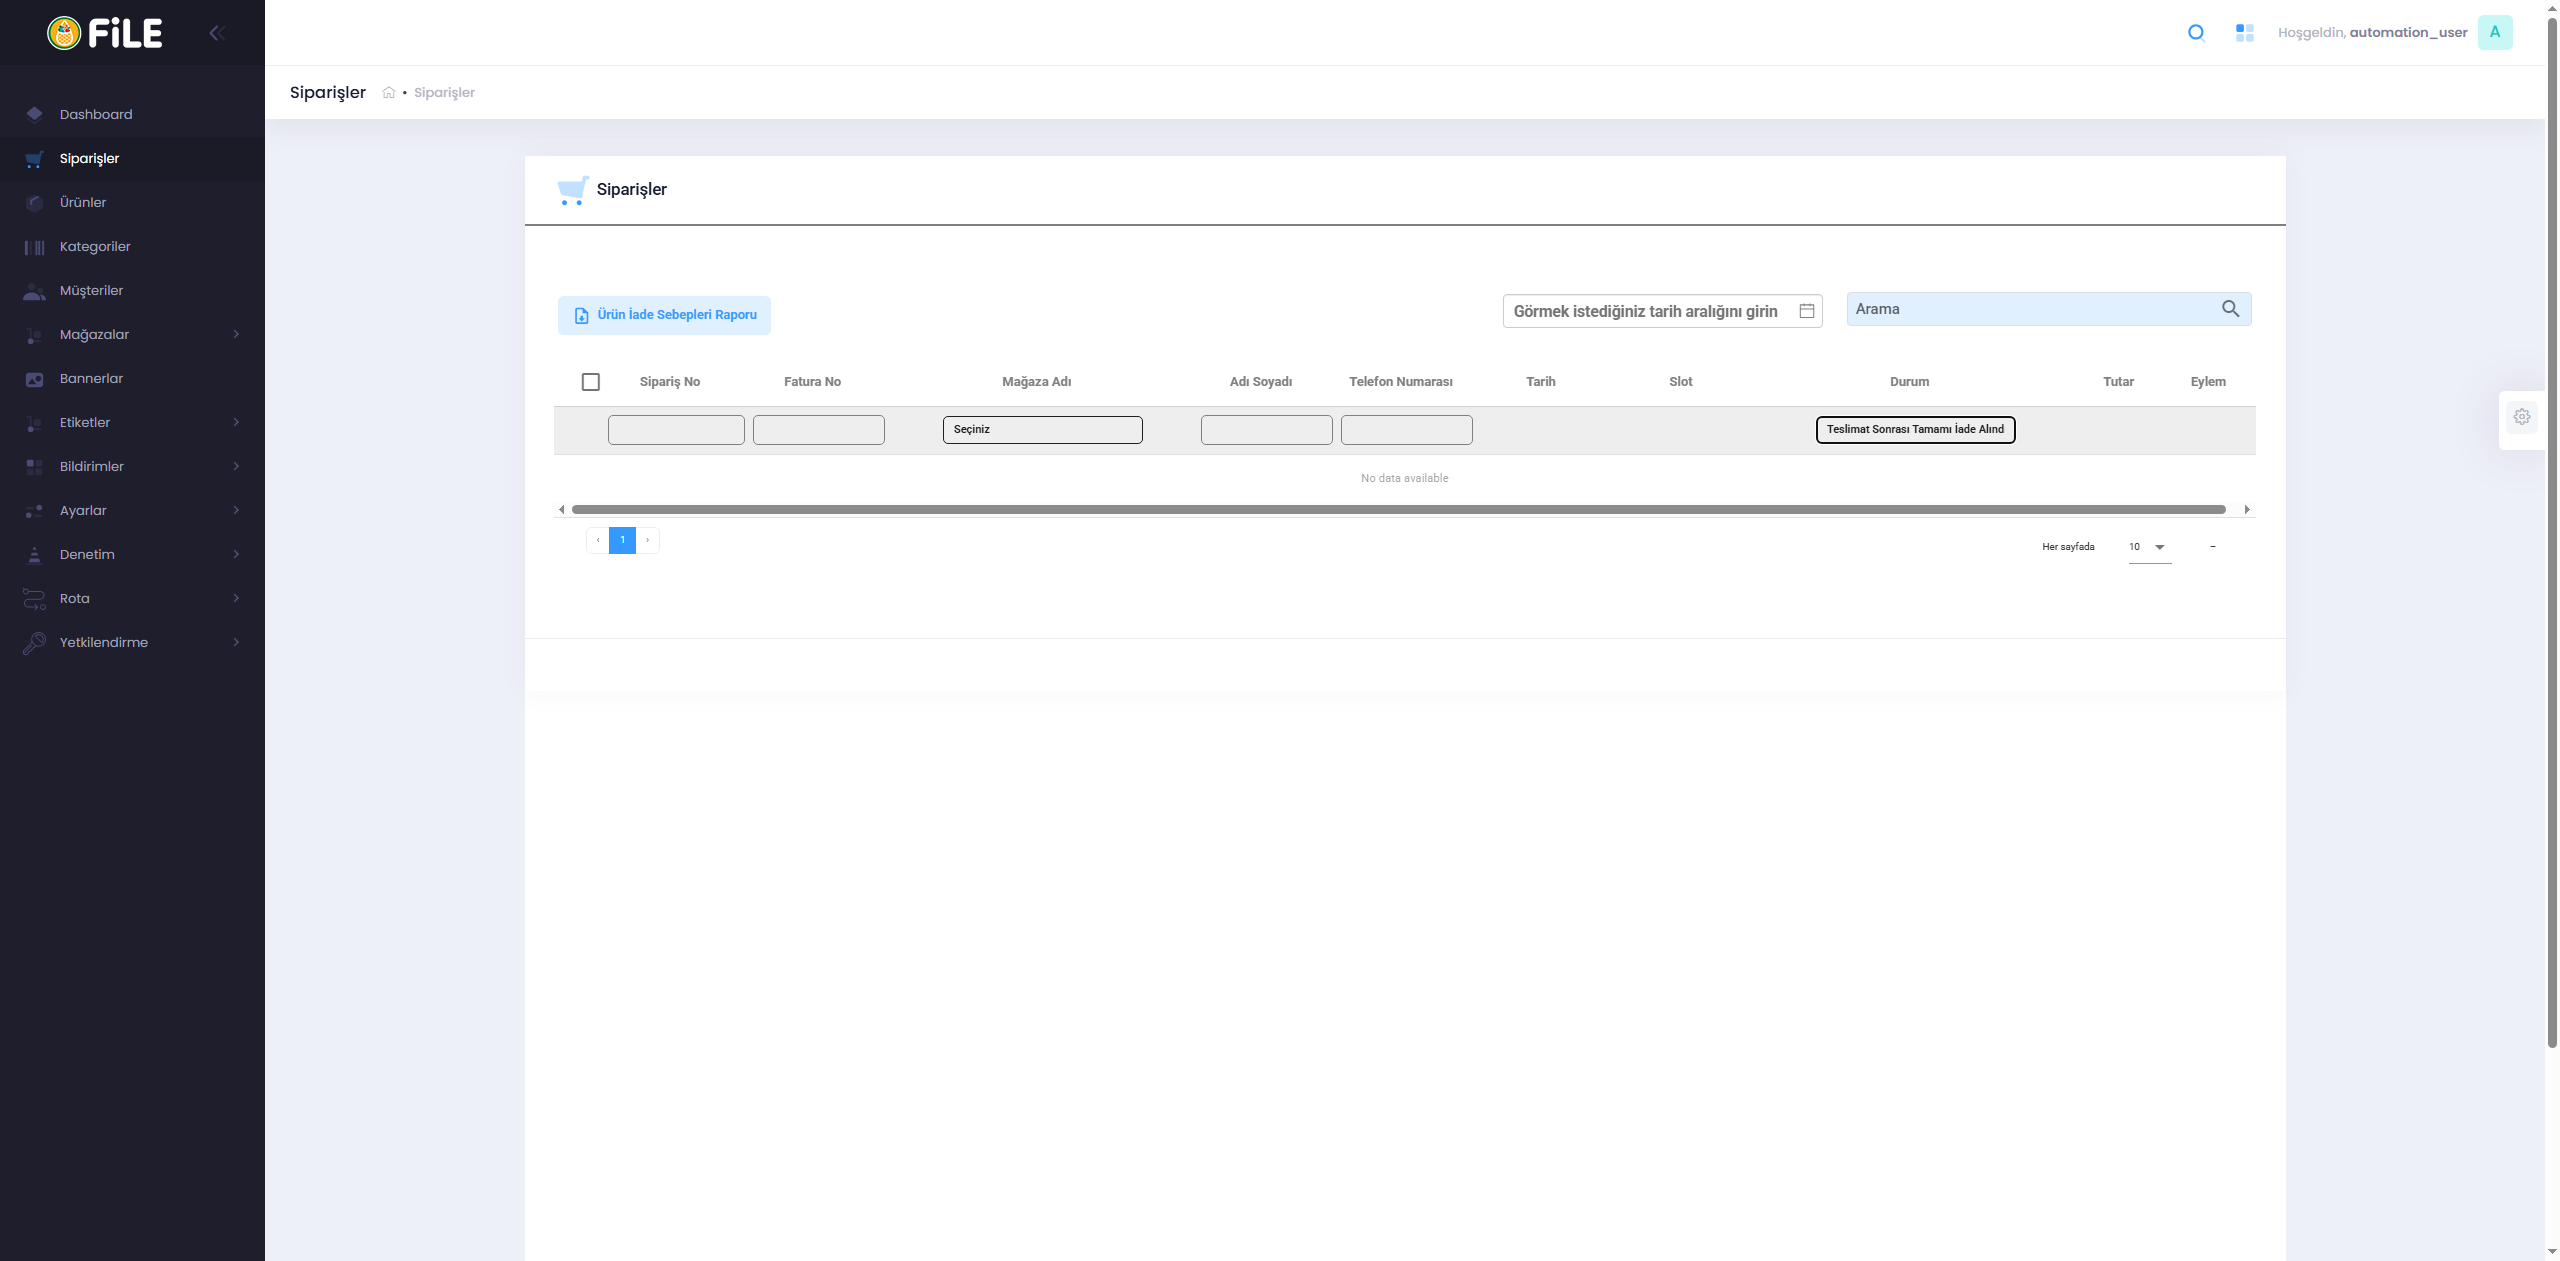 FİLE
Hoşgeldin, automation_user A
Siparişler • Siparişler
Dashboard
Siparişler
Ürünler
Kategoriler
Müşteriler
Mağazalar
Bannerlar
Etiketler
Bildirimler
Ayarlar
Denetim
Rota
Yetkilendirme
Siparişler
Ürün İade Sebepleri Raporu
Görmek istediğiniz tarih aralığını girin
Arama
Sipariş No Fatura No Mağaza Adı Adı Soyadı Telefon Numarası Tarih Slot Durum Tutar Eylem
Seçiniz Teslimat Sonrası Tamamı İade Alınd
No data available
‹ 1 ›
Her sayfada 10 –